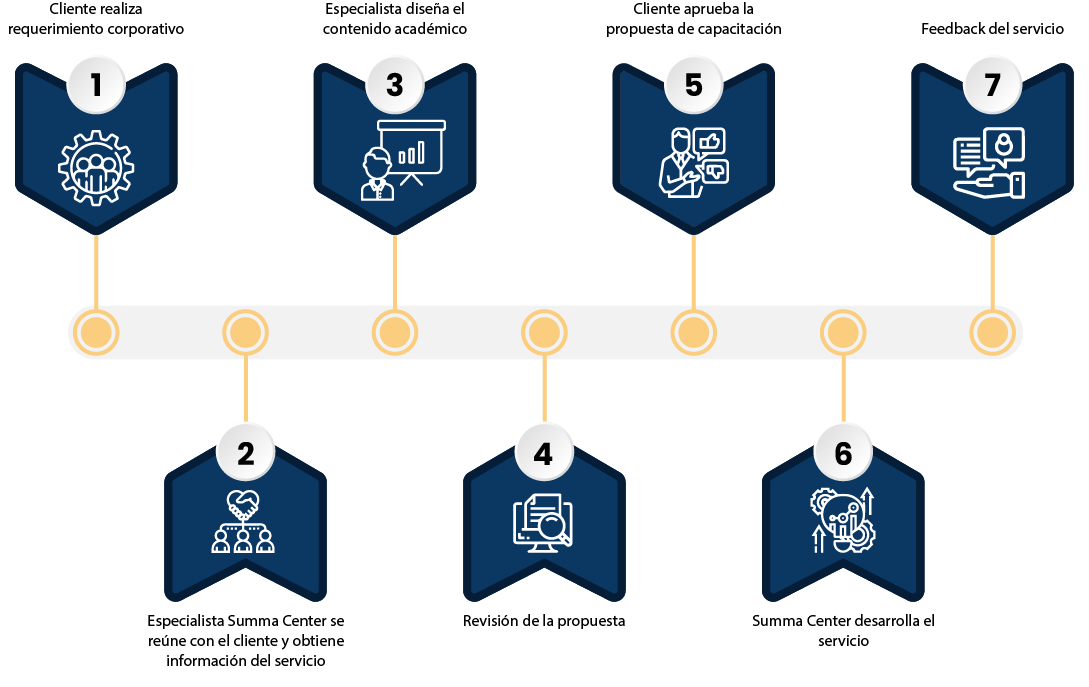 Cliente realiza
requerimiento corporativo
1
Especialista diseña el
contenido académico
3
Cliente aprueba la
propuesta de capacitación
5
Feedback del servicio
7
2
Especialista Summa Center se
reúne con el cliente y obtiene
información del servicio
4
Revisión de la propuesta
6
Summa Center desarrolla el
servicio